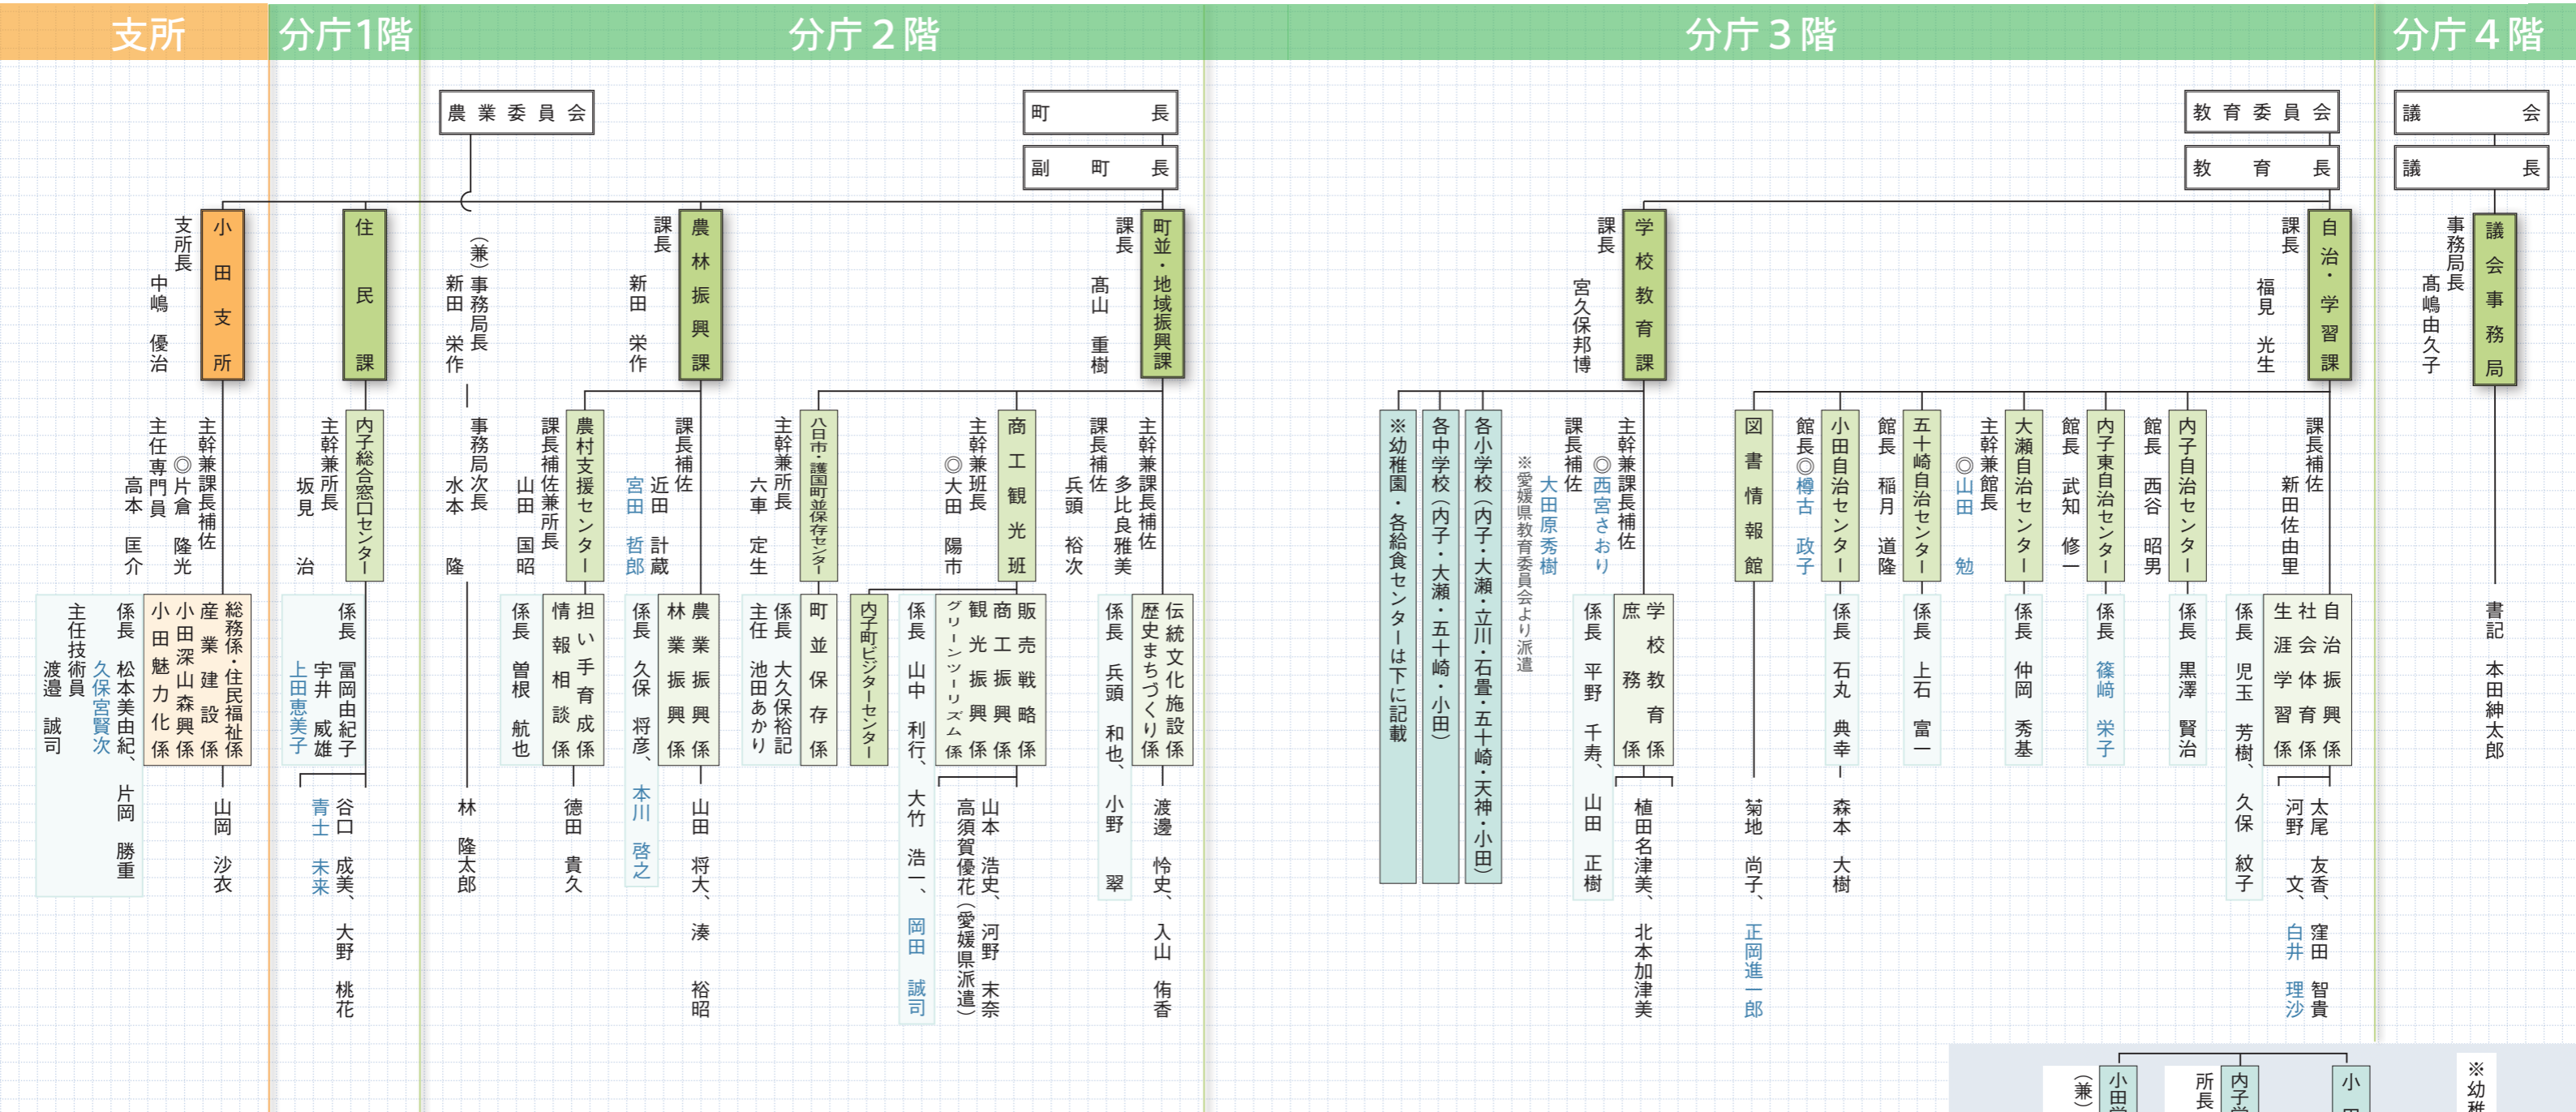 支所
分庁1階
分庁２階
分庁３階
分庁４階
議会
議長
議会事務局
事務局長
髙嶋由久子
書記　本田紳太郎
教育委員会
教育長
自治・学習課
課長
福見　光生
課長補佐
新田佐由里
自治振興係
社会体育係
生涯学習係
係長　児玉　芳樹、久保　紋子
太尾　友香、窪田　智貴
河野　文、白井　理沙
内子自治センター
館長　西谷　昭男
係長　黒澤　賢治
内子東自治センター
館長　武知　修一
係長　篠﨑　栄子
大瀬自治センター
主幹兼館長
◎山田　勉
係長　仲岡　秀基
五十崎自治センター
館長　稲月　道隆
係長　上石　富一
小田自治センター
館長◎樽古　政子
係長　石丸　典幸
森本　大樹
図書情報館
菊地　尚子、正岡進一郎
学校教育課
課長
宮久保邦博
主幹兼課長補佐
◎西宮さおり
課長補佐
大田原秀樹
※愛媛県教育委員会より派遣
学校教育係
庶務係
係長　平野　千寿、山田　正樹
植田名津美、北本加津美
各小学校（内子・大瀬・立川・石畳・五十崎・天神・小田）
各中学校（内子・大瀬・五十崎・小田）
※幼稚園・各給食センターは下に記載
町長
副町長
町並・地域振興課
課長
髙山　重樹
主幹兼課長補佐
多比良雅美
課長補佐
兵頭　裕次
伝統文化施設係
歴史まちづくり係
係長　兵頭　和也、小野　翠
渡邊　怜史、入山　侑香
商工観光班
主幹兼班長
◎大田　陽市
販売戦略係
商工振興係
観光振興係
グリーンツーリズム係
係長　山中　利行、大竹　浩一、岡田　誠司
山本　浩史、河野　末奈
高須賀優花（愛媛県派遣）
内子町ビジターセンター
八日市・護国町並保存センター
主幹兼所長
六車　定生
町並保存係
係長　大久保裕記
主任　池田あかり
農林振興課
課長
新田　栄作
課長補佐
近田　計蔵
宮田　哲郎
農業振興係
林業振興係
係長　久保　将彦、本川　啓之
山田　将大、湊　裕昭
農村支援センター
課長補佐兼所長
山田　国昭
担い手育成係
情報相談係
係長　曽根　航也
德田　貴久
農業委員会
（兼）事務局長
新田　栄作
事務局次長
水本　隆
林　隆太郎
住民課
内子総合窓口センター
主幹兼所長
坂見　治
係長　冨岡由紀子
宇井　威雄
上田恵美子
谷口　成美、大野　桃花
青士　未来
小田支所
支所長
中嶋　優治
主幹兼課長補佐
◎片倉　隆光
主任専門員
高本　匡介
総務係・住民福祉係
産業建設係
小田深山森興係
小田魅力化係
係長　松本美由紀、片岡　勝重
久保宮賢次
主任技術員
渡邉　誠司
山岡　沙衣
※幼稚
小田
内子学
所長
小田学
（兼）